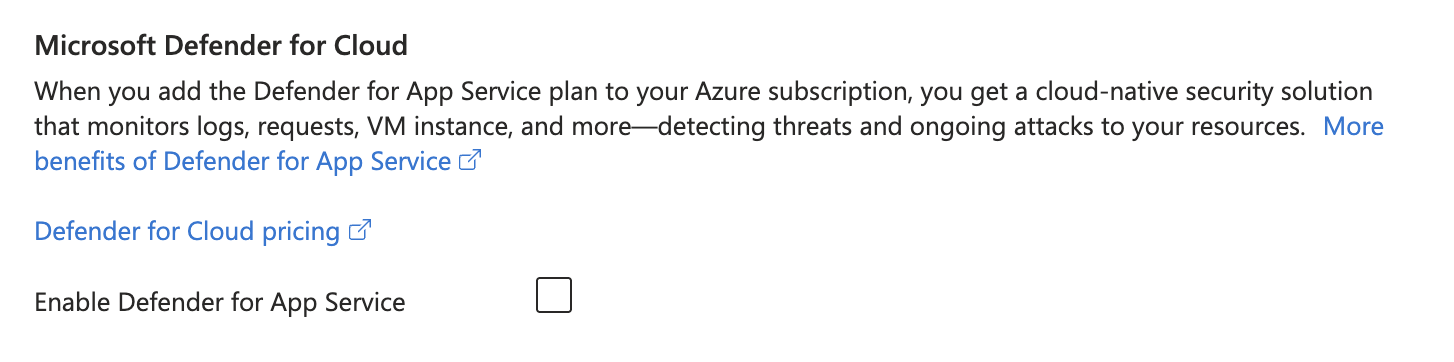 Microsoft Defender for Cloud
When you add the Defender for App Service plan to your Azure subscription, you get a cloud-native security solution
that monitors logs, requests, VM instance, and more—detecting threats and ongoing attacks to your resources. More
benefits of Defender for App Service
Defender for Cloud pricing
Enable Defender for App Service